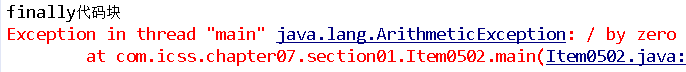 finally代码块
Exception in thread "main" java.lang.ArithmeticException: / by zero
at com.icss.chapter07.section01.Item0502.main(Item0502.java: